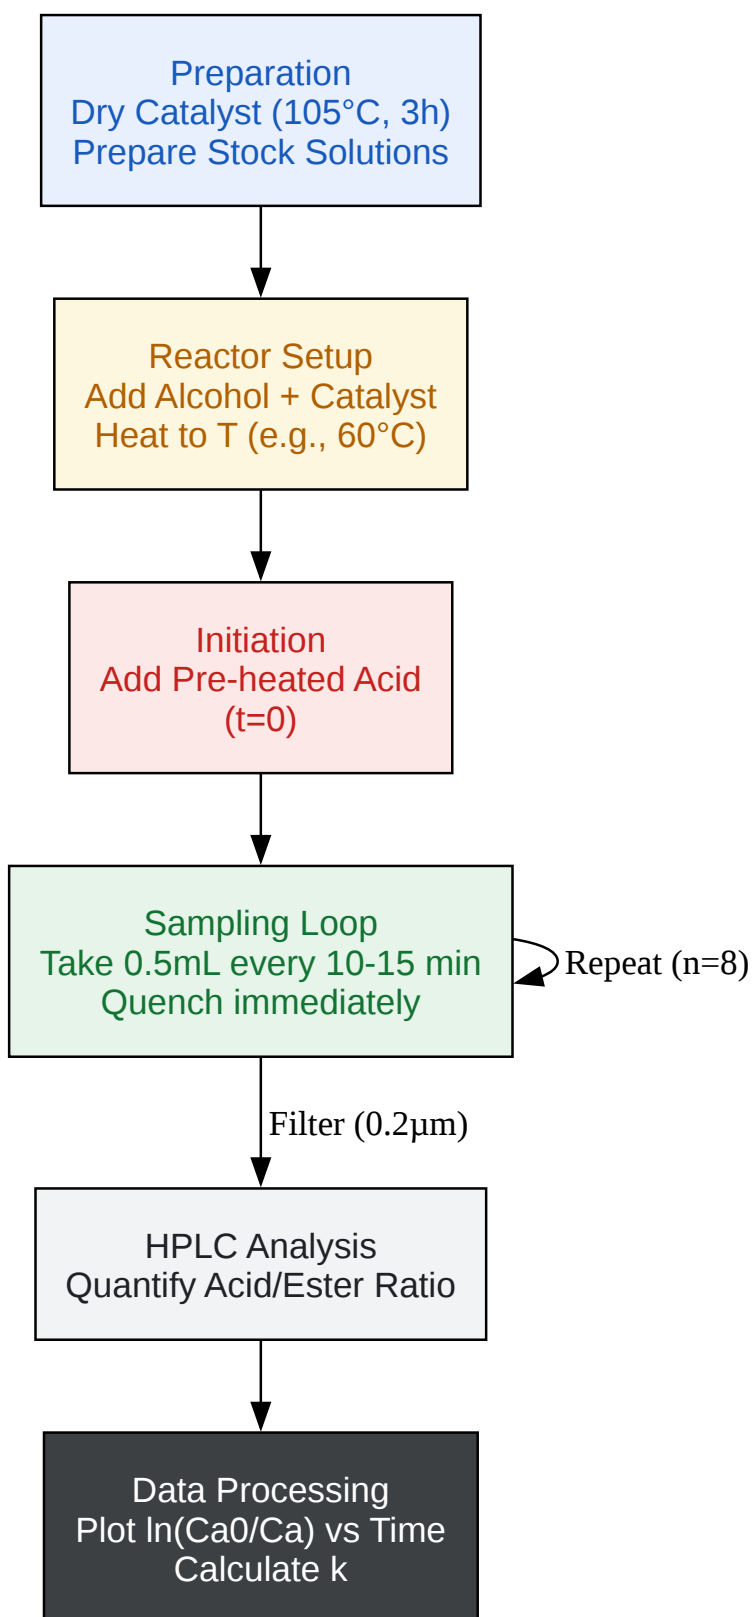 Preparation
Dry Catalyst (105°C, 3h)
Prepare Stock Solutions
Reactor Setup
Add Alcohol + Catalyst
Heat to T (e.g., 60°C)
Initiation
Add Pre-heated Acid
(t=0)
Sampling Loop
Take 0.5mL every 10-15 min
Quench immediately
Repeat (n=8)
Filter (0.2µm)
HPLC Analysis
Quantify Acid/Ester Ratio
Data Processing
Plot ln(Ca0/Ca) vs Time
Calculate k